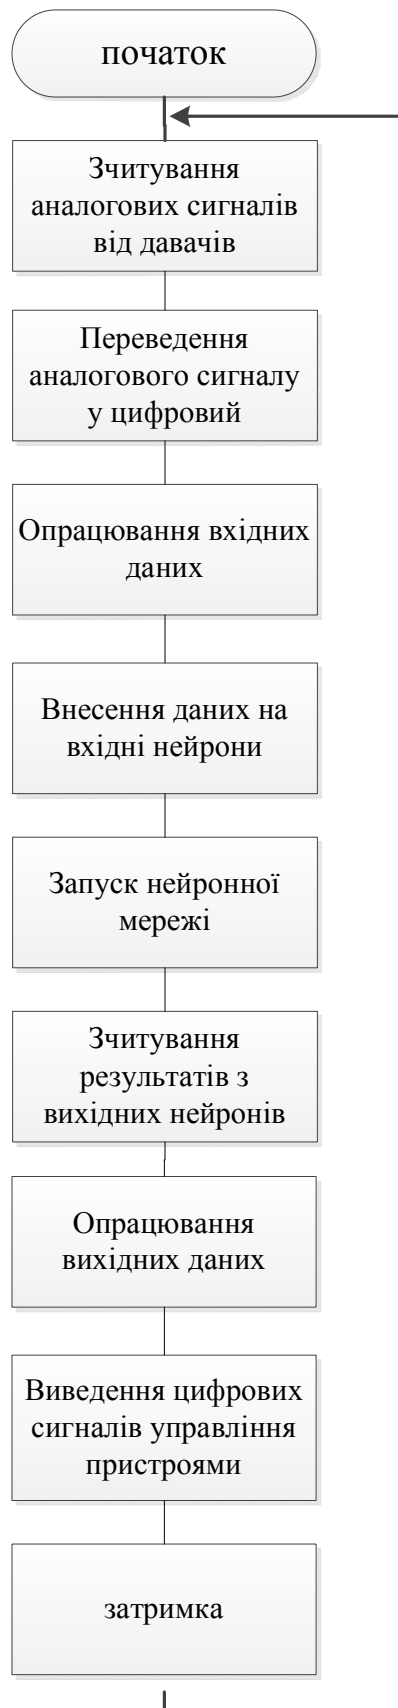 початок
Зчитування
аналогових сигналів
від давачів
Переведення
аналогового сигналу
у цифровий
Опрацювання вхідних
даних
Внесення даних на
вхідні нейрони
Запуск нейронної
мережі
Зчитування
результатів з
вихідних нейронів
Опрацювання
вихідних даних
Виведення цифрових
сигналів управління
пристроями
затримка